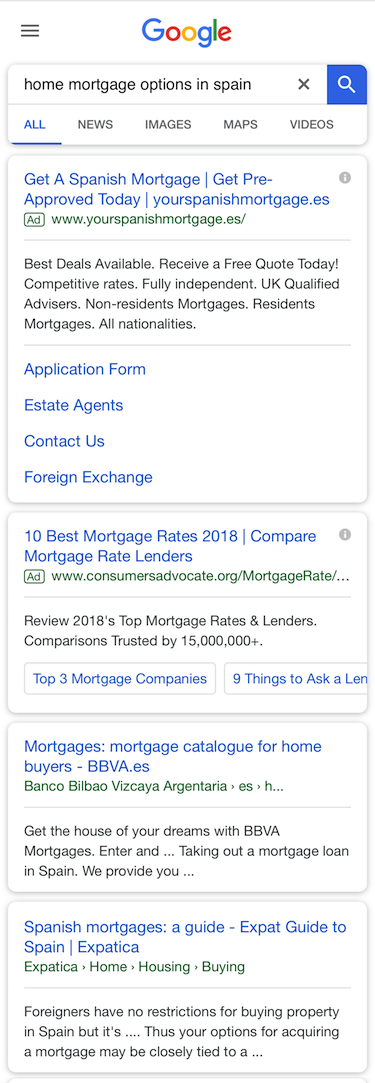 Google
home mortgage options in spain
ALL NEWS IMAGES MAPS VIDEOS
Get A Spanish Mortgage | Get Pre-
Approved Today | yourspanishmortgage.es
Ad www.yourspanishmortgage.es/
Best Deals Available. Receive a Free Quote Today!
Competitive rates. Fully independent. UK Qualified
Advisers. Non-residents Mortgages. Residents
Mortgages. All nationalities.
Application Form
Estate Agents
Contact Us
Foreign Exchange
10 Best Mortgage Rates 2018 | Compare
Mortgage Rate Lenders
Ad www.consumersadvocate.org/MortgageRate/...
Review 2018's Top Mortgage Rates & Lenders.
Comparisons Trusted by 15,000,000+.
Top 3 Mortgage Companies 9 Things to Ask a Len
Mortgages: mortgage catalogue for home
buyers - BBVA.es
Banco Bilbao Vizcaya Argentaria › es › h...
Get the house of your dreams with BBVA
Mortgages. Enter and ... Taking out a mortgage loan
in Spain. We provide you ...
Spanish mortgages: a guide - Expat Guide to
Spain | Expatica
Expatica › Home › Housing › Buying
Foreigners have no restrictions for buying property
in Spain but it's .... Thus your options for acquiring
a mortgage may be closely tied to a ...